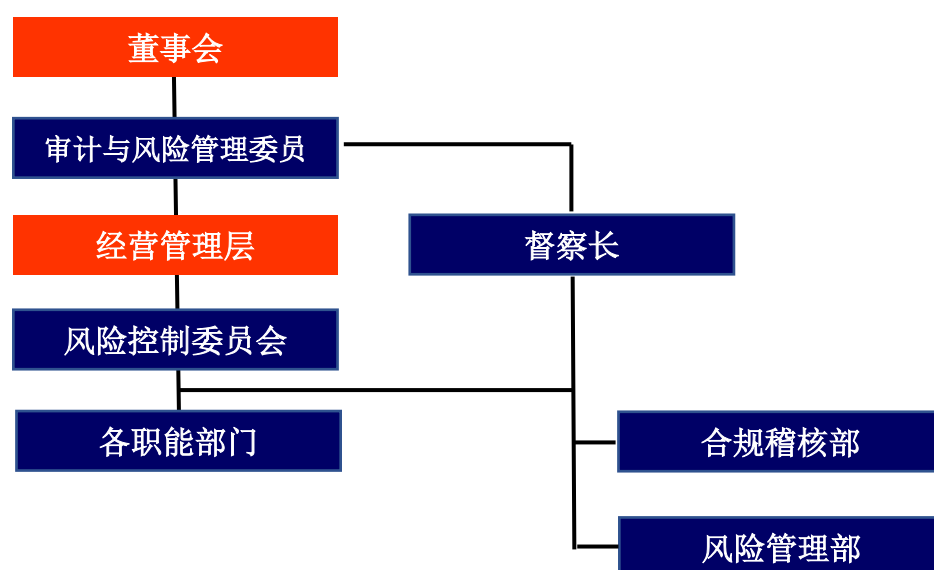 董事会
审计与风险管理委员
经营管理层
督察长
风险控制委员会
各职能部门
合规稽核部
风险管理部